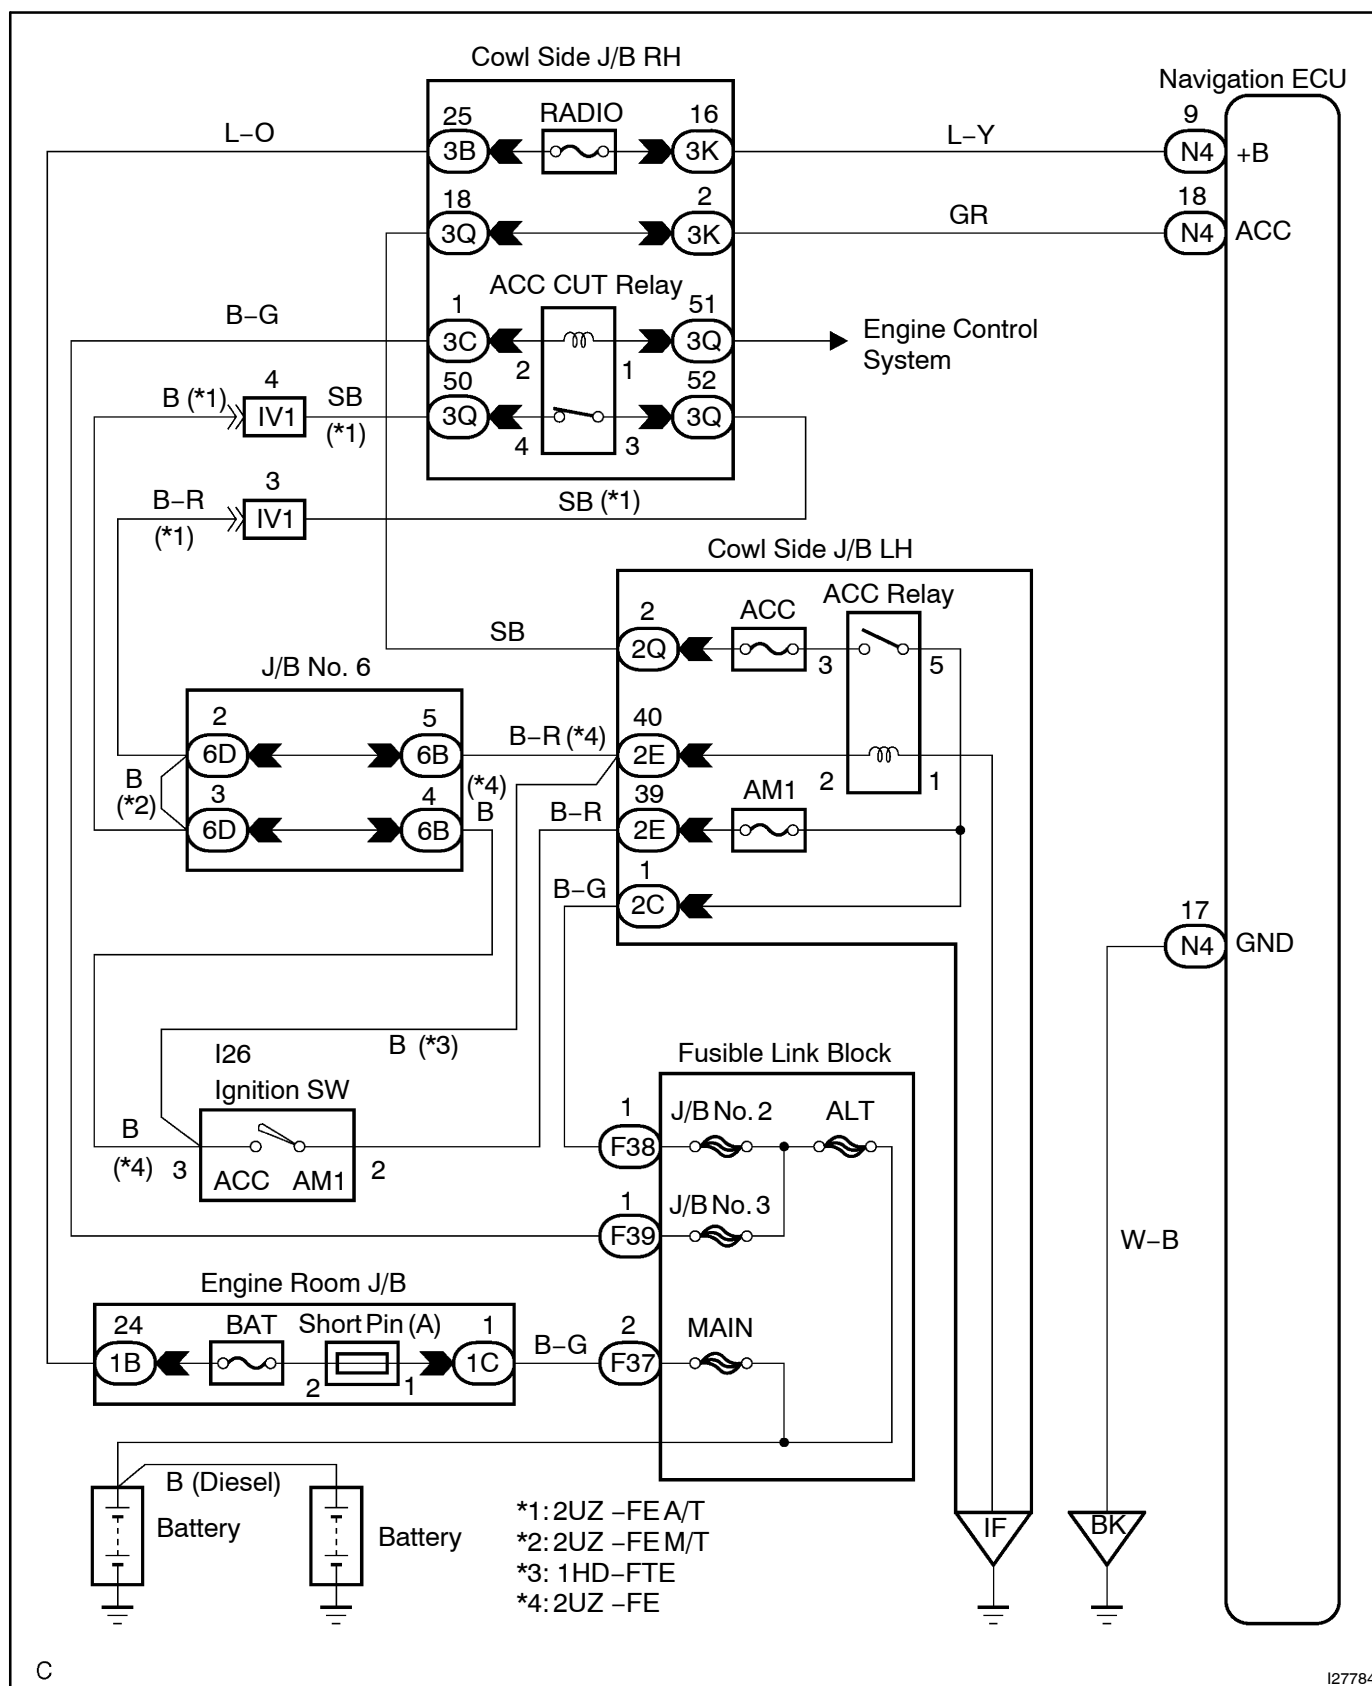 Cowl Side J/B RH
Navigation ECU
25 RADIO 16 9
L-O 3B 3K L-Y N4 +B
18 2 18
3Q 3K GR N4 ACC
ACC CUT Relay
1 51
B-G 3C 2 1 3Q Engine Control
System
4 50 52
B (*1) IV1 SB 3Q 4 3 3Q
(*1)
3
B-R IV1 SB (*1)
(*1)
Cowl Side J/B LH
ACC Relay
2 ACC
SB 2Q 3 5
J/B No. 6
2 5 40
6D 6B B-R (*4) 2E 2 1
B (*4)
(*2)
3 4 39 AM1
6D 6B B B-R 2E
1
B-G 2C
17
N4 GND
B (*3)
I26 Fusible Link Block
Ignition SW
1 J/B No. 2 ALT
B F38
(*4) 3 ACC AM1 2
1 J/B No. 3
F39
W-B
Engine Room J/B
24 BAT Short Pin (A) 1 2 MAIN
1B 2 1 1C B-G F37
B (Diesel)
Battery Battery
*1: 2UZ -FE A/T
*2: 2UZ -FE M/T
*3: 1HD-FTE
*4: 2UZ -FE
IF BK
C
I27784